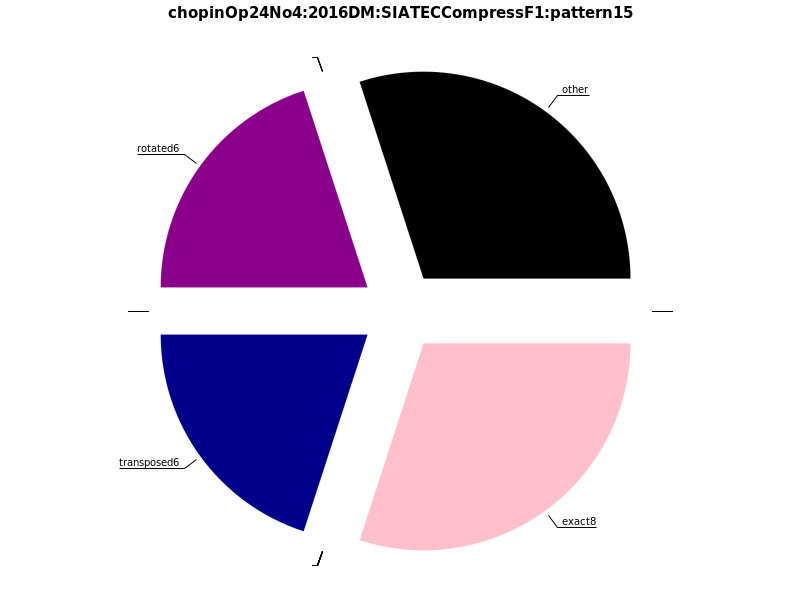 chopinOp24No4:2016DM:SIATECCompressF1:pattern15
other
rotated6
transposed6
exact8